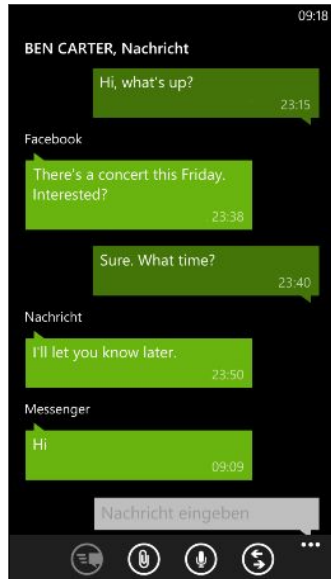 09:18
BEN CARTER, Nachricht
Hi, what's up?
23:15
Facebook
There's a concert this Friday.
Interested?
23:38
Sure. What time?
23:40
Nachricht
I'll let you know later.
23:50
Messenger
Hi
09:09
Nachricht eingeben